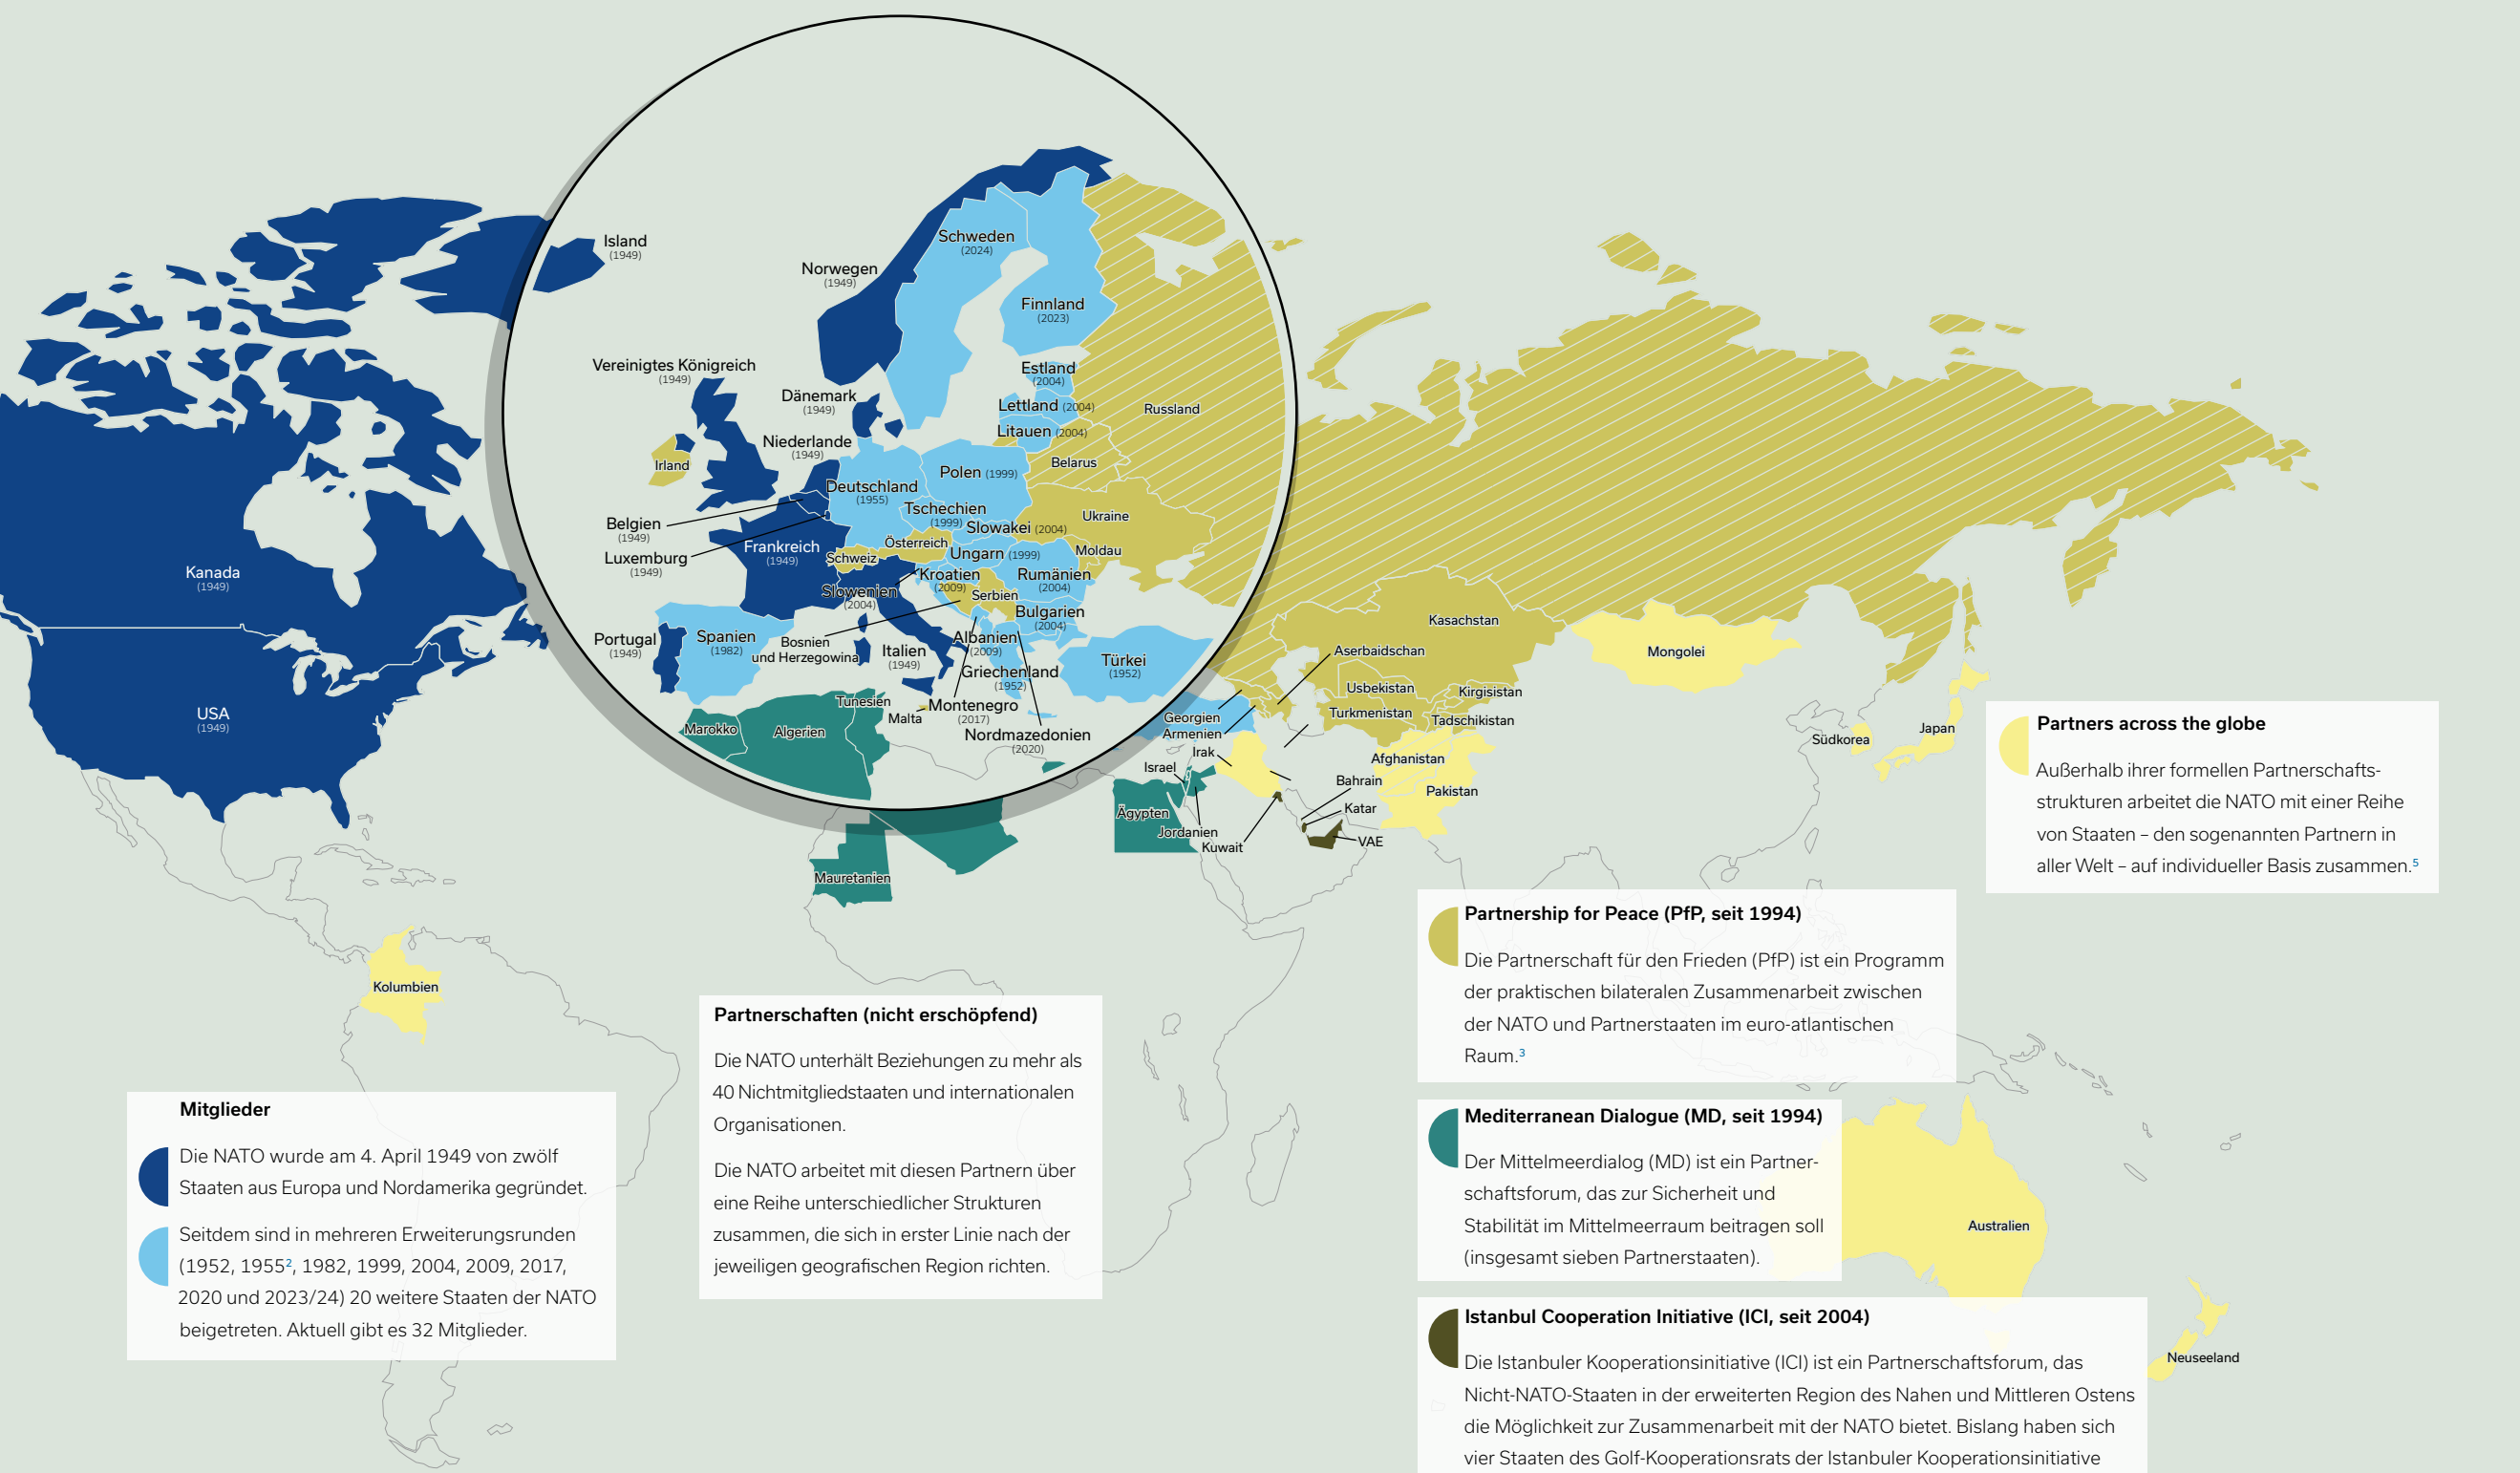 Island
(1949)
Schweden
(2024)
Norwegen
(1949)
Finnland
(2023)
Vereinigtes Königreich
(1949)
Estland
(2004)
Dänemark
(1949)
Lettland (2004)
Russland
Litauen (2004)
Niederlande
(1949)
Irland
Belarus
Polen (1999)
Deutschland
(1955)
Tschechien
(1999)
Ukraine
Belgien
(1949)
Slowakei (2004)
Luxemburg
(1949)
Frankreich
(1949)
Schweiz
Österreich
Ungarn (1999)
Moldau
Kanada
(1949)
Slowenien
(2004)
Kroatien
(2009)
Serbien
Rumänien
(2004)
Bulgarien
(2004)
Portugal
(1949)
Spanien
(1982)
Bosnien
und Herzegowina
Italien
(1949)
Albanien
(2009)
Griechenland
(1952)
Türkei
(1952)
Kasachstan
Aserbaidschan
Mongolei
Usbekistan
Kirgisistan
Turkmenistan
Tadschikistan
USA
(1949)
Marokko
Algerien
Tunesien
Malta
Montenegro
(2017)
Nordmazedonien
(2020)
Georgien
Armenien
Irak
Israel
Afghanistan
Südkorea
Japan
Bahrain
Pakistan
Katar
Ägypten
Jordanien
Kuwait
VAE
Mauretanien
Kolumbien
Partners across the globe
Außerhalb ihrer formellen Partnerschafts-
strukturen arbeitet die NATO mit einer Reihe
von Staaten – den sogenannten Partnern in
aller Welt – auf individueller Basis zusammen.⁵
Partnership for Peace (PfP, seit 1994)
Die Partnerschaft für den Frieden (PfP) ist ein Programm
der praktischen bilateralen Zusammenarbeit zwischen
der NATO und Partnerstaaten im euro-atlantischen
Raum.³
Partnerschaften (nicht erschöpfend)
Die NATO unterhält Beziehungen zu mehr als
40 Nichtmitgliedstaaten und internationalen
Organisationen.
Die NATO arbeitet mit diesen Partnern über
eine Reihe unterschiedlicher Strukturen
zusammen, die sich in erster Linie nach der
jeweiligen geografischen Region richten.
Mitglieder
Die NATO wurde am 4. April 1949 von zwölf
Staaten aus Europa und Nordamerika gegründet.
Seitdem sind in mehreren Erweiterungsrunden
(1952, 1955², 1982, 1999, 2004, 2009, 2017,
2020 und 2023/24) 20 weitere Staaten der NATO
beigetreten. Aktuell gibt es 32 Mitglieder.
Mediterranean Dialogue (MD, seit 1994)
Der Mittelmeerdialog (MD) ist ein Partner-
schaftsforum, das zur Sicherheit und
Stabilität im Mittelmeerraum beitragen soll
(insgesamt sieben Partnerstaaten).
Australien
Neuseeland
Istanbul Cooperation Initiative (ICI, seit 2004)
Die Istanbuler Kooperationsinitiative (ICI) ist ein Partnerschaftsforum, das
Nicht-NATO-Staaten in der erweiterten Region des Nahen und Mittleren Ostens
die Möglichkeit zur Zusammenarbeit mit der NATO bietet. Bislang haben sich
vier Staaten des Golf-Kooperationsrats der Istanbuler Kooperationsinitiative